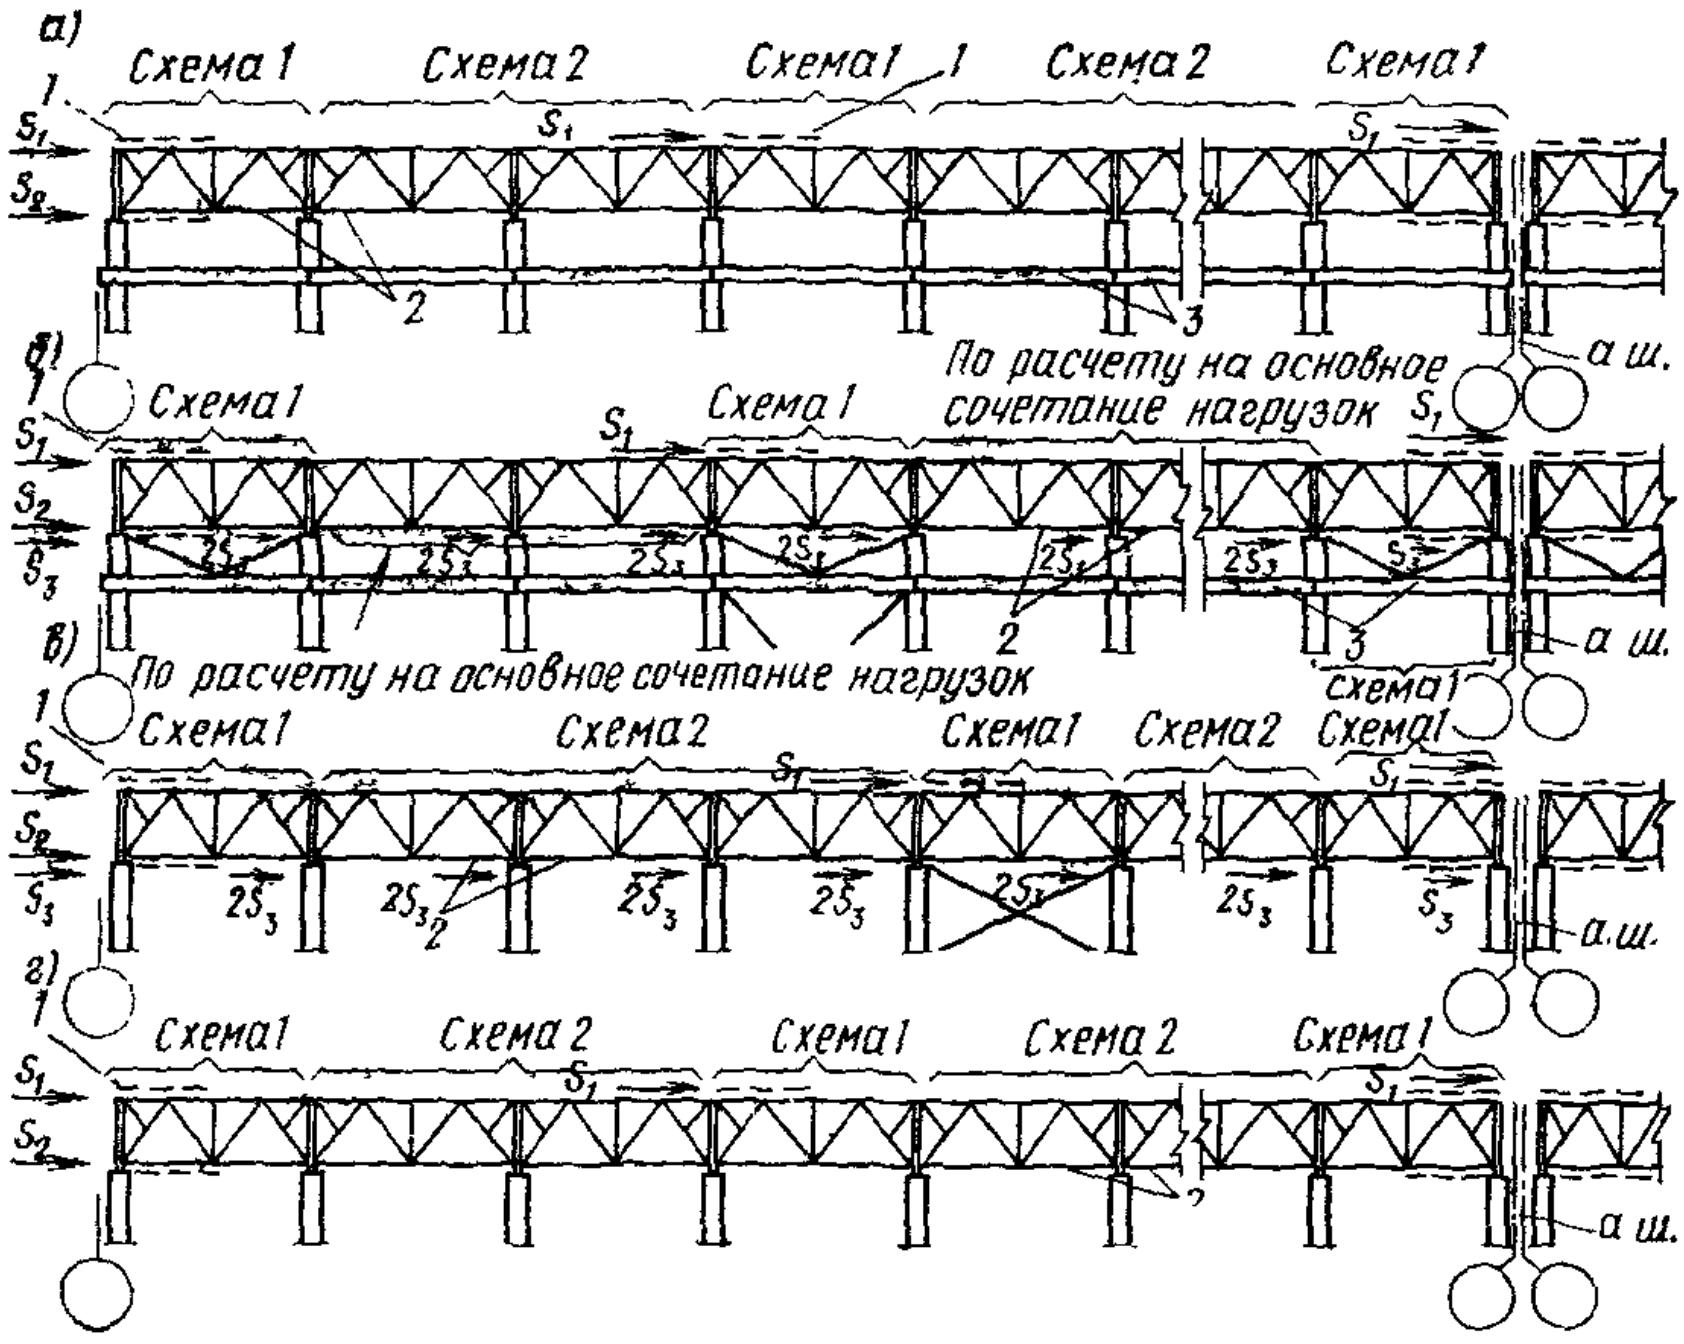 а)
Схема 1 Схема 2 Схема 1 1 Схема 2 Схема 1
1
S₁ S₁ S₁
S₂
2 3
а ш.
б)
По расчету на основное
сочетание нагрузок
1 Схема 1 Схема 1
S₁ S₁ S₁
S₂
S₃ 2S₃ 2S₃ 2S₃ 2S₃ 2S₃ 2S₃ S₃
2 3
а ш.
По расчету на основное сочетание нагрузок
схема 1
в)
1 Схема 1 Схема 2 Схема 1 Схема 2 Схема 1
S₁ S₁ S₁
S₂
S₃ 2S₃ 2S₃ 2S₃ 2S₃ 2S₃ 2S₃ S₃
2
а.ш.
г)
1
Схема 1 Схема 2 Схема 1 Схема 2 Схема 1
S₁ S₁ S₁
S₂
2
а ш.